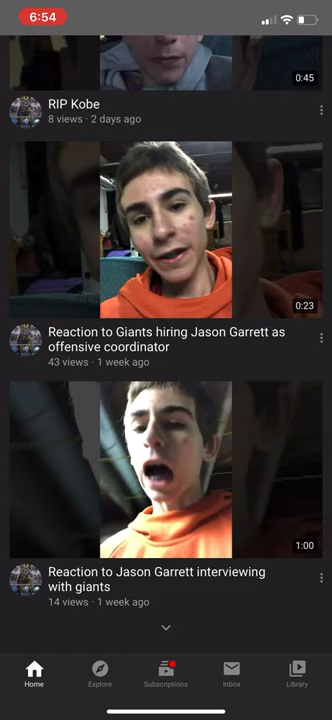 6:54
0:45
RIP Kobe
8 views · 2 days ago
0:23
Reaction to Giants hiring Jason Garrett as
offensive coordinator
43 views · 1 week ago
1:00
Reaction to Jason Garrett interviewing
with giants
14 views · 1 week ago
Home
Explore
Subscriptions
Inbox
Library